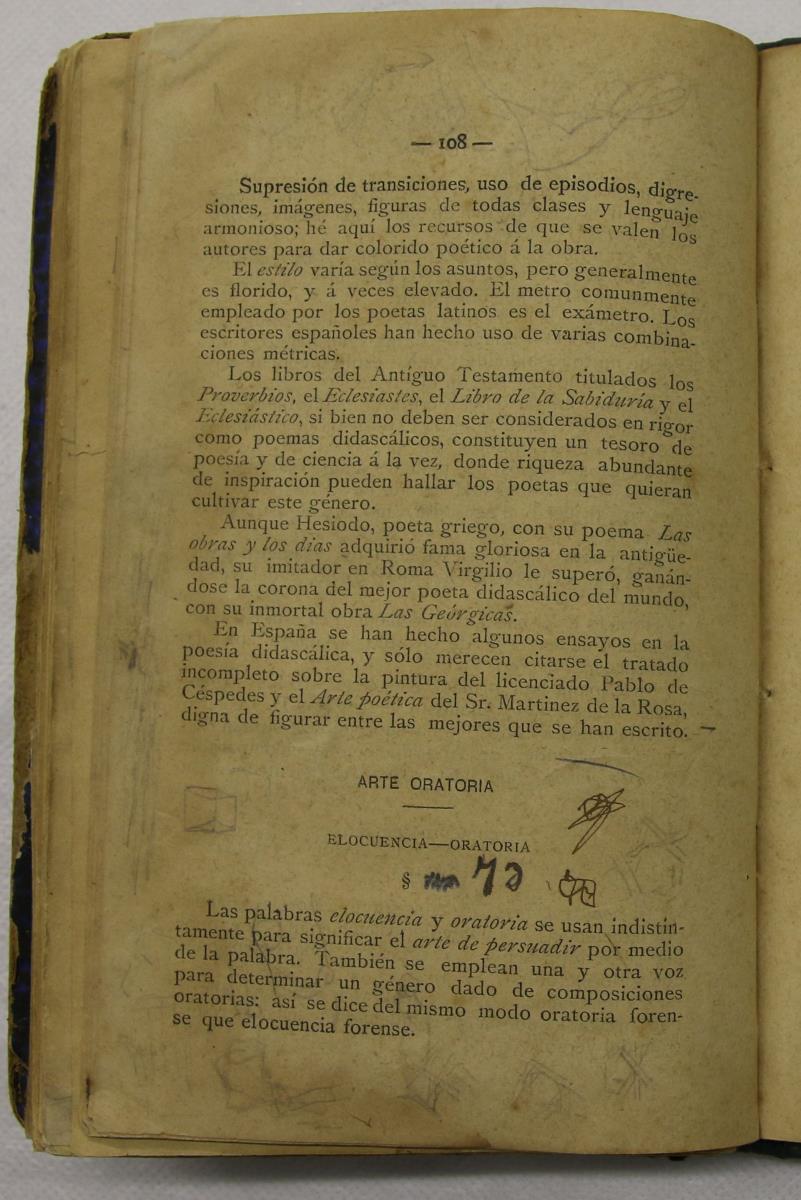 — 108 —
Supresión de transiciones, uso de episodios, digre-
siones, imágenes, figuras de todas clases y lenguaje
armonioso; hé aquí los recursos de que se valen los
autores para dar colorido poético á la obra.
El estilo varía según los asuntos, pero generalmente
es florido, y á veces elevado. El metro comunmente
empleado por los poetas latinos es el exámetro. Los
escritores españoles han hecho uso de varias combina-
ciones métricas.
Los libros del Antíguo Testamento titulados los
Proverbios, el Eclesiastes, el Libro de la Sabiduría y el
Eclesiástico, si bien no deben ser considerados en rigor
como poemas didascálicos, constituyen un tesoro de
poesía y de ciencia á la vez, donde riqueza abundante
de inspiración pueden hallar los poetas que quieran
cultivar este género.
Aunque Hesiodo, poeta griego, con su poema Las
obras y los dias adquirió fama gloriosa en la antigüe-
dad, su imitador en Roma Virgilio le superó, ganán-
dose la corona del mejor poeta didascálico del mundo,
con su inmortal obra Las Geórgicas.
En España se han hecho algunos ensayos en la
poesía didascálica, y sólo merecen citarse el tratado
incompleto sobre la pintura del licenciado Pablo de
Céspedes y el Arte poética del Sr. Martinez de la Rosa,
digna de figurar entre las mejores que se han escrito.
ARTE ORATORIA
ELOCUENCIA—ORATORIA
§
Las palabras elocuencia y oratoria se usan indistin-
tamente para significar el arte de persuadir por medio
de la palabra. También se emplean una y otra voz
para determinar un género dado de composiciones
oratorias: así se dice del mismo modo oratoria foren-
se que elocuencia forense.